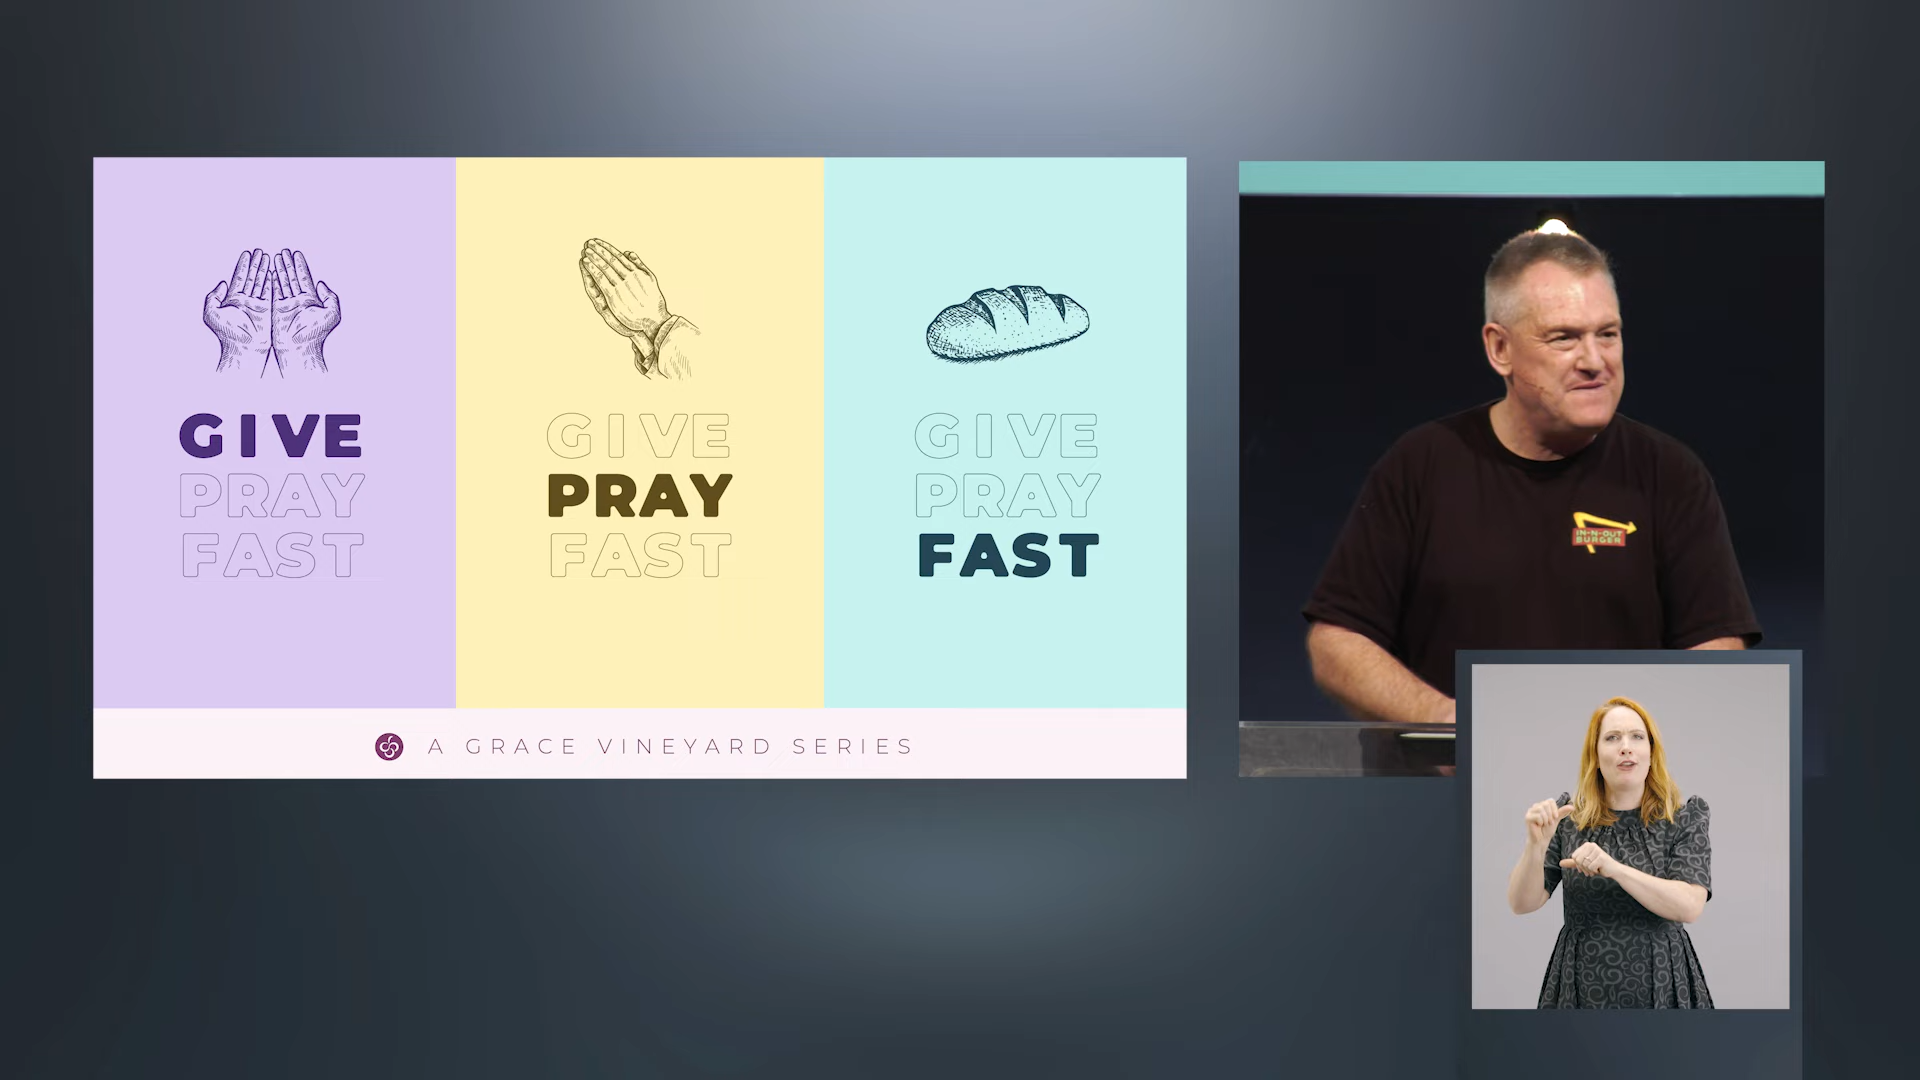 GIVE
PRAY
FAST
GIVE
PRAY
FAST
GIVE
PRAY
FAST
A GRACE VINEYARD SERIES
IN-N-OUT
BURGER